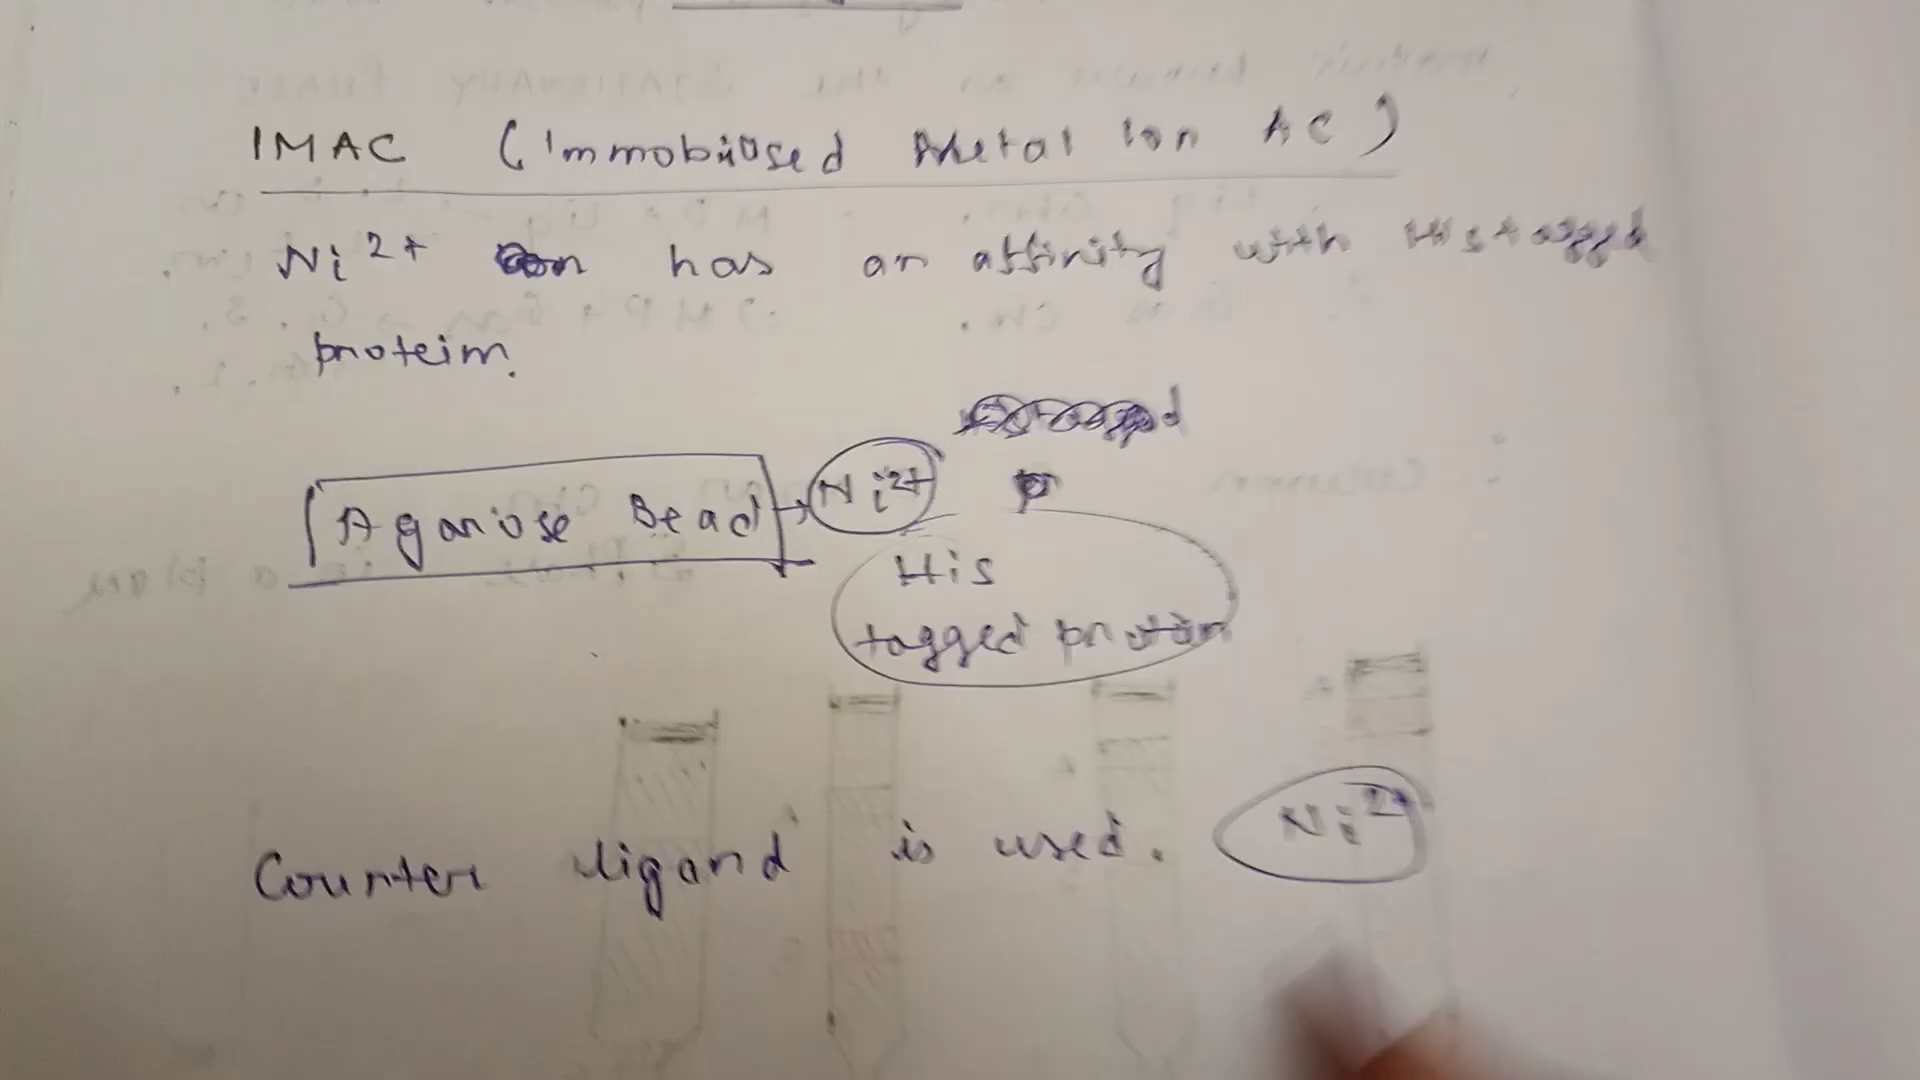 IMAC (Immobilised Metal Ion AC)
Ni2+ has an affinity with His tagged
protein.
Agarose Bead → Ni2+
His
tagged protein
Counter ligand is used. Ni2+